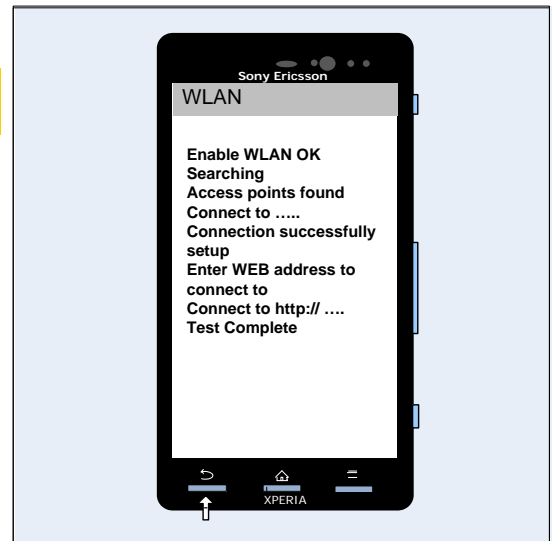 Sony Ericsson
WLAN
Enable WLAN OK
Searching
Access points found
Connect to …..
Connection successfully
setup
Enter WEB address to
connect to
Connect to http:// ….
Test Complete
XPERIA